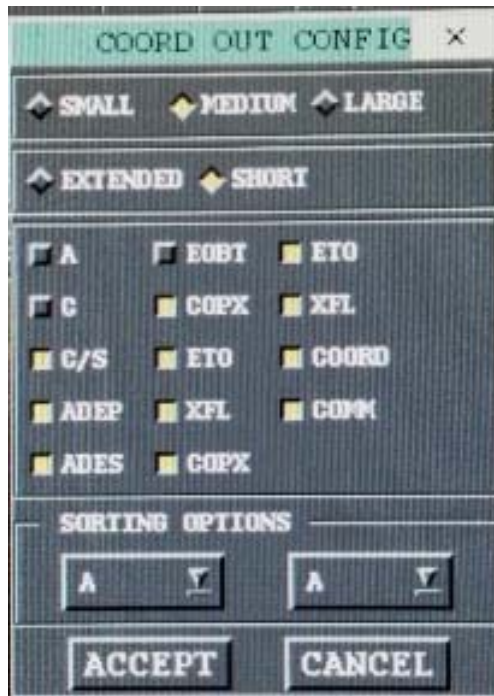 COORD OUT CONFIG ×
SMALL MEDIUM LARGE
EXTENDED SHORT
A EOBT ETO
C COPX XFL
C/S ETO COORD
ADEP XFL COMM
ADES COPX
SORTING OPTIONS
A A
ACCEPT CANCEL